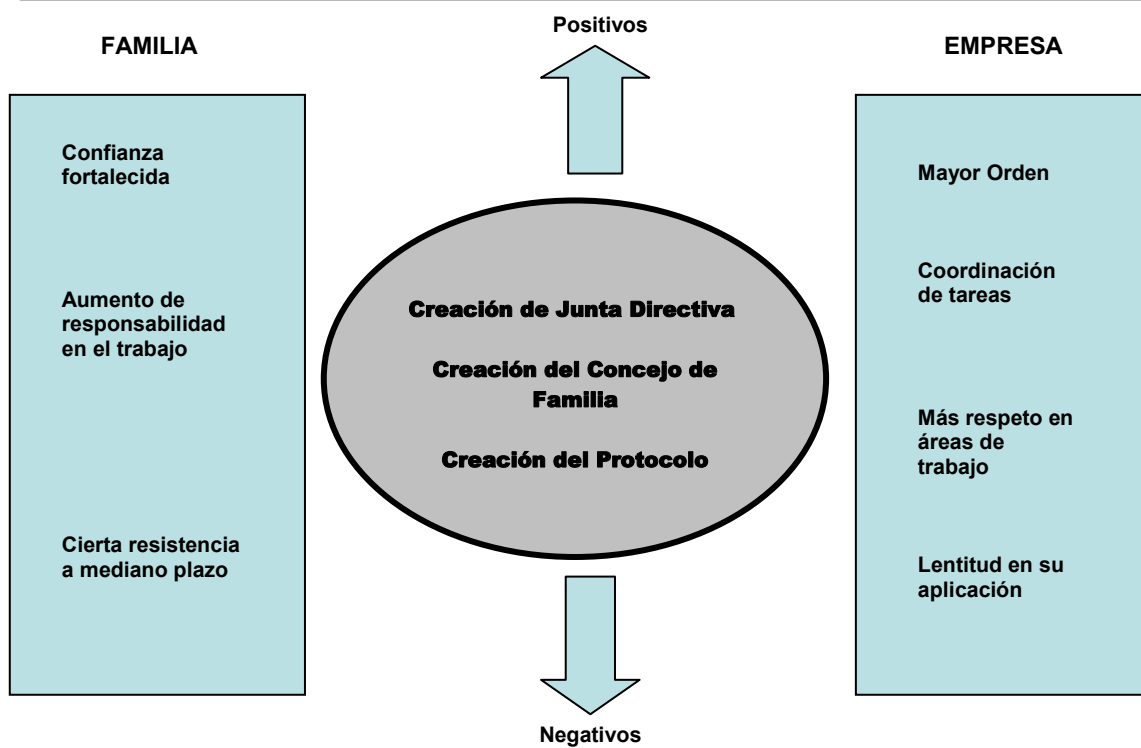 Positivos
FAMILIA
EMPRESA
Confianza
fortalecida
Aumento de
responsabilidad
en el trabajo
Cierta resistencia
a mediano plazo
Creación de Junta Directiva
Creación del Concejo de
Familia
Creación del Protocolo
Mayor Orden
Coordinación
de tareas
Más respeto en
áreas de
trabajo
Lentitud en su
aplicación
Negativos